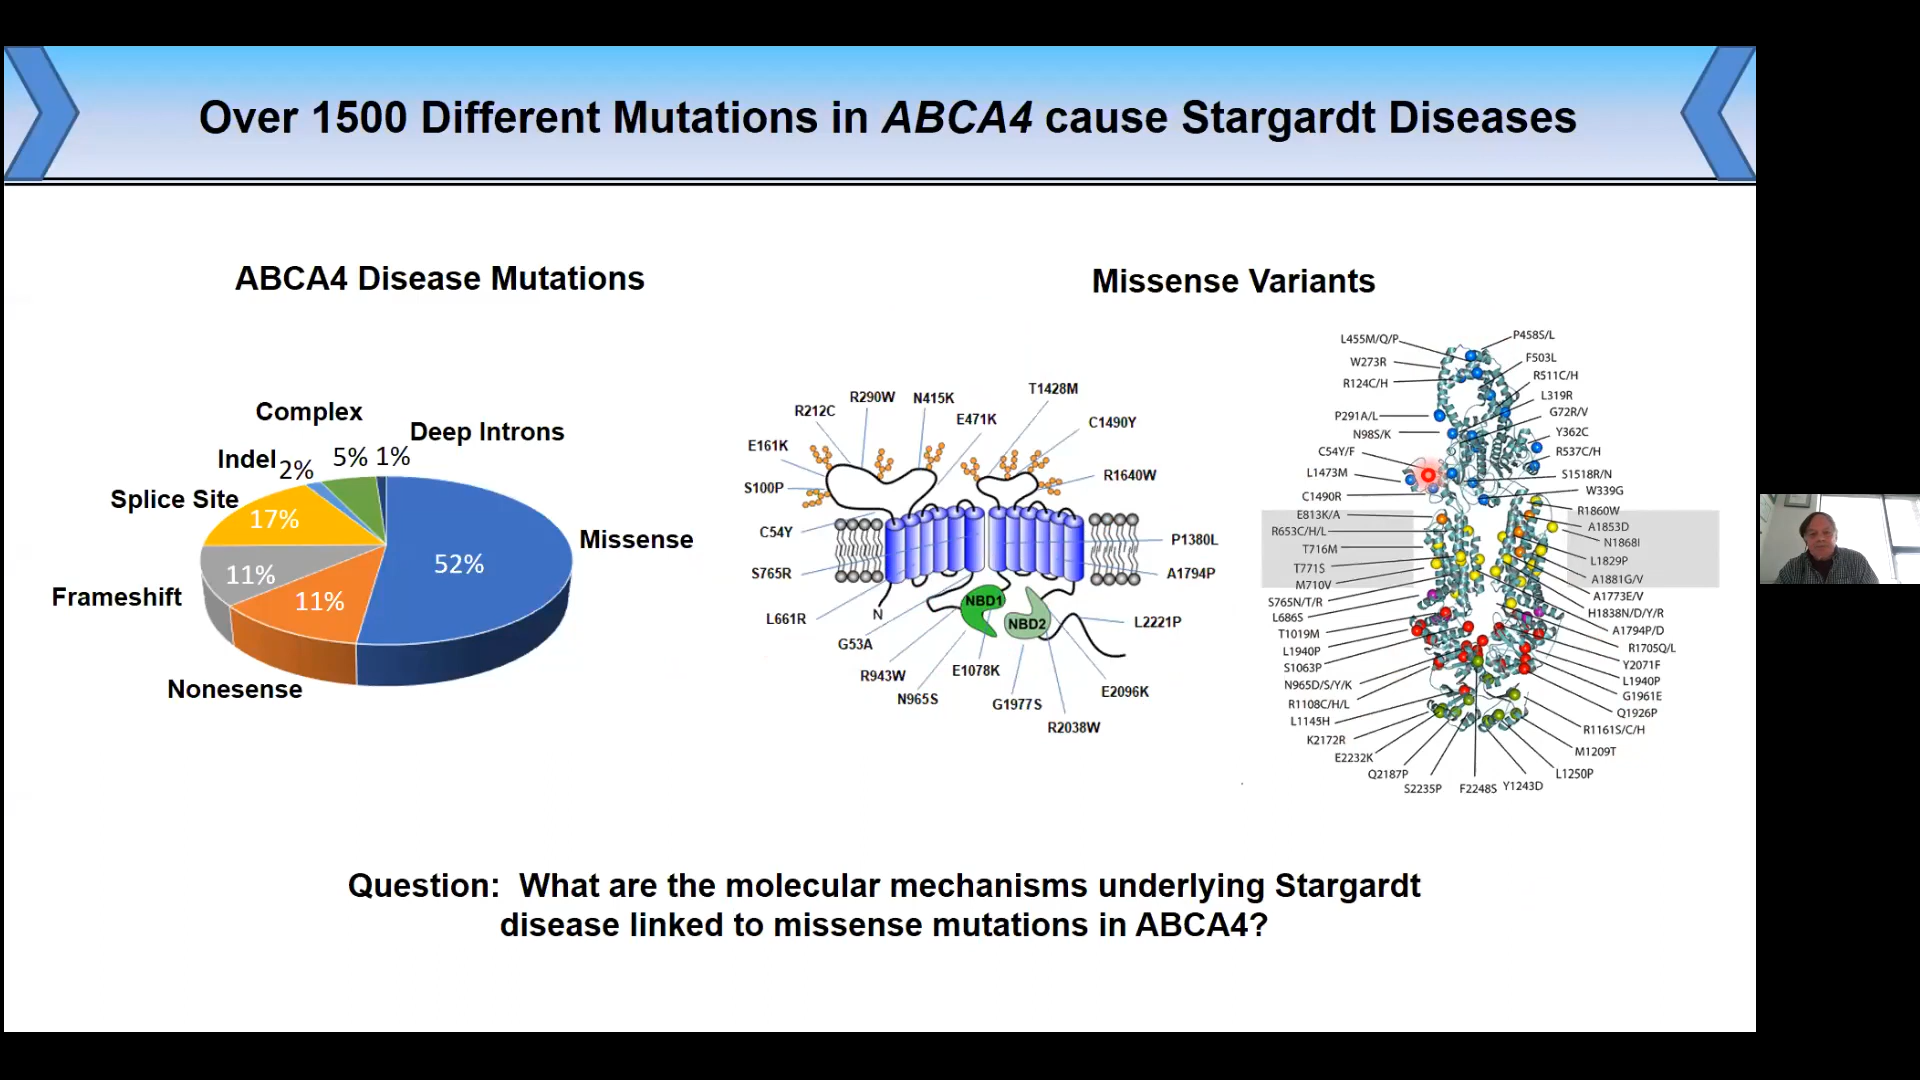 Over 1500 Different Mutations in ABCA4 cause Stargardt Diseases
ABCA4 Disease Mutations
Complex
Deep Introns
Indel
2%
5%
1%
Splice Site
17%
Missense
52%
Frameshift
11%
11%
Nonesense
Missense Variants
T1428M
R290W
N415K
R212C
E471K
C1490Y
E161K
R1640W
S100P
C54Y
P1380L
S765R
A1794P
NBD1
L661R
N
NBD2
L2221P
G53A
R943W
E1078K
N965S
G1977S
E2096K
R2038W
L455M/Q/P
W273R
R124C/H
P291A/L
N98S/K
C54Y/F
L1473M
C1490R
E813K/A
R653C/H/L
T716M
T771S
M710V
S765N/T/R
L686S
T1019M
L1940P
S1063P
N965D/S/Y/K
R1108C/H/L
L1145H
K2172R
E2232K
Q2187P
S2235P
F2248S
Y1243D
P458S/L
F503L
R511C/H
L319R
G72R/V
Y362C
R537C/H
S1518R/N
W339G
R1860W
A1853D
N1868I
L1829P
A1881G/V
A1773E/V
H1838N/D/Y/R
A1794P/D
R1705Q/L
Y2071F
L1940P
G1961E
Q1926P
R1161S/C/H
M1209T
L1250P
Question: What are the molecular mechanisms underlying Stargardt
disease linked to missense mutations in ABCA4?